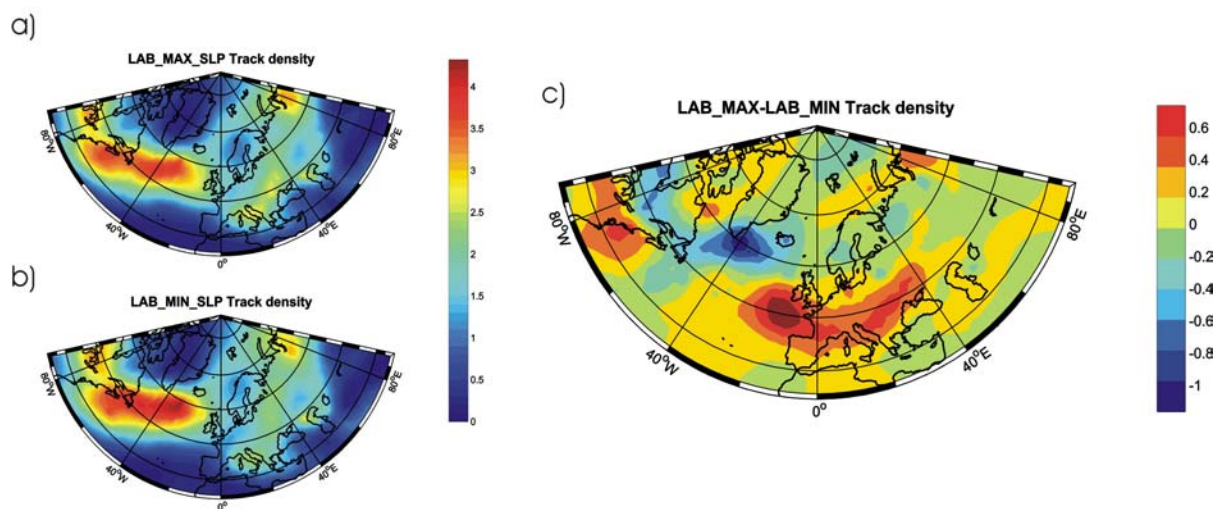 a)
LAB_MAX_SLP Track density
80°W
40°W
0°
40°E
80°E
4
3.5
3
2.5
2
1.5
1
0.5
0
b)
LAB_MIN_SLP Track density
80°W
40°W
0°
40°E
80°E
c)
LAB_MAX-LAB_MIN Track density
80°W
40°W
0°
40°E
80°E
0.6
0.4
0.2
0
-0.2
-0.4
-0.6
-0.8
-1